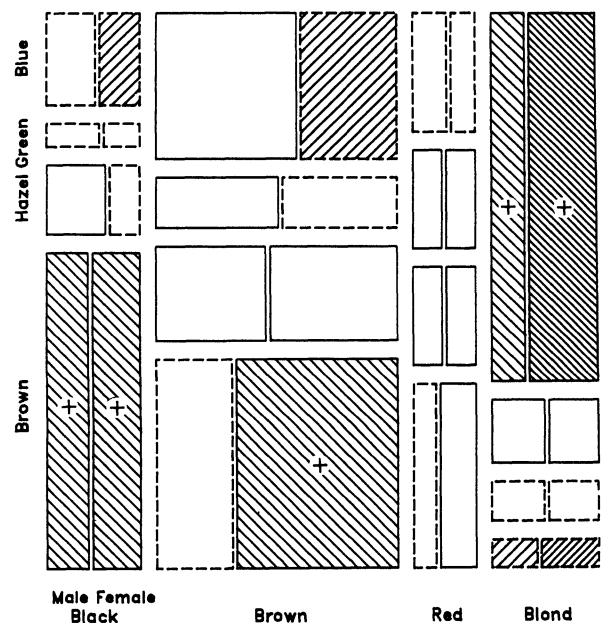 Blue
Hazel Green
Brown
+ +
+ +
+
Male Female
Black Brown Red Blond